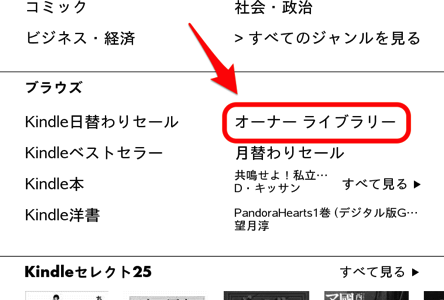 コミック
社会・政治
ビジネス・経済
> すべてのジャンルを見る
ブラウズ
Kindle日替わりセール
オーナー ライブラリー
Kindleベストセラー
月替わりセール
Kindle本
共鳴せよ！私立…
D・キッサン
すべて見る ▶
Kindle洋書
PandoraHearts1巻 (デジタル版G…
望月淳
Kindleセレクト25
すべて見る ▶